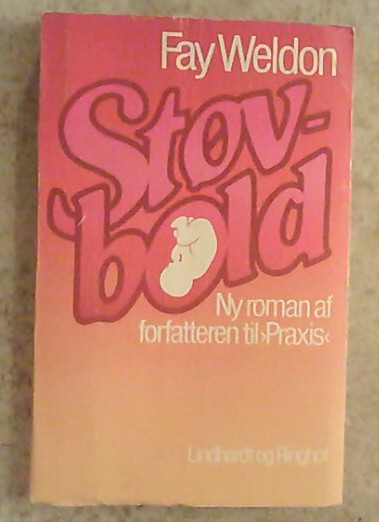 Fay Weldon
Støv-
bold
Ny roman af
forfatteren til ›Praxis‹
Lindhardt og Ringhof